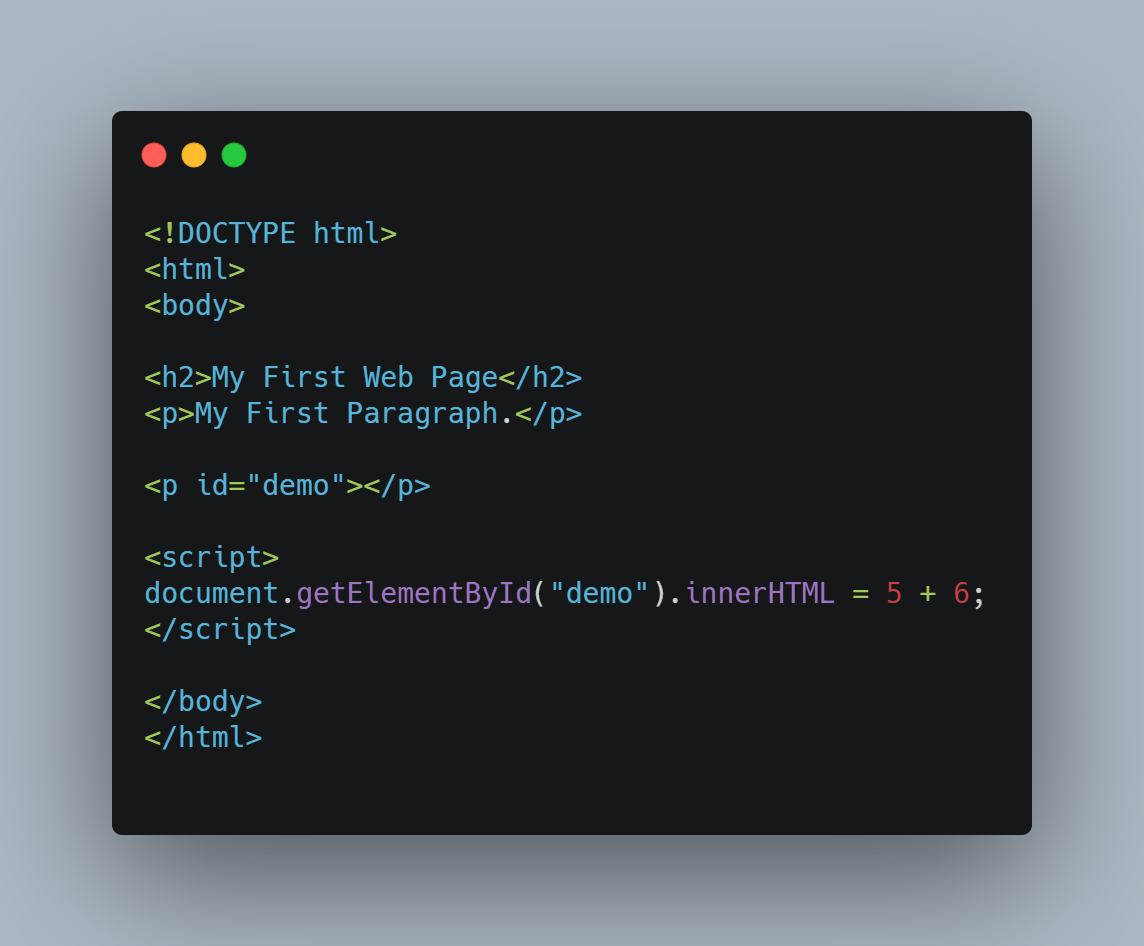 <!DOCTYPE html>
<html>
<body>

<h2>My First Web Page</h2>
<p>My First Paragraph.</p>

<p id="demo"></p>

<script>
document.getElementById("demo").innerHTML = 5 + 6;
</script>

</body>
</html>